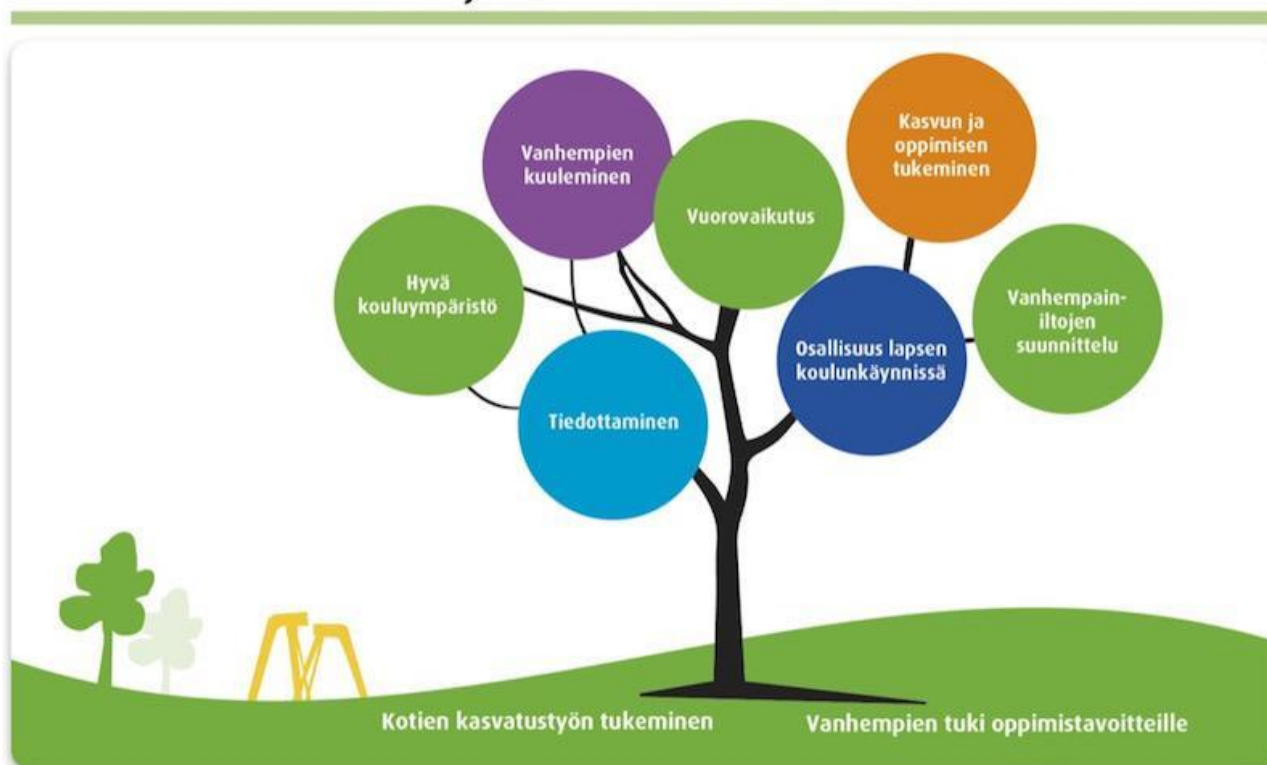 Vanhempien
kuuleminen
Vuorovaikutus
Kasvun ja
oppimisen
tukeminen
Hyvä
kouluympäristö
Tiedottaminen
Osallisuus lapsen
koulunkäynnissä
Vanhempain-
iltojen
suunnittelu
Kotien kasvatustyön tukeminen
Vanhempien tuki oppimistavoitteille